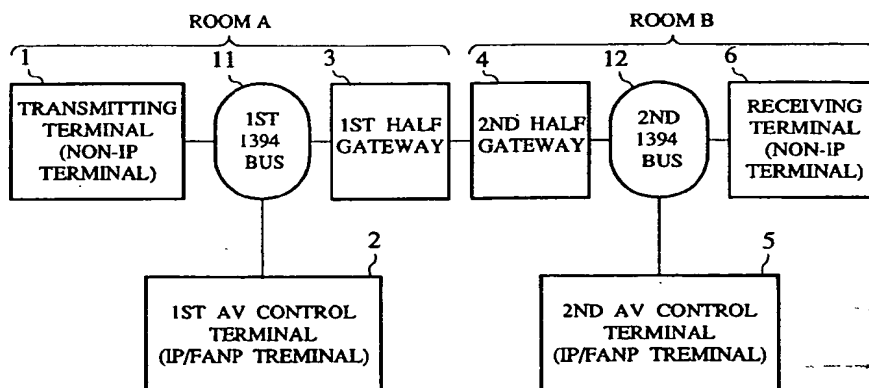 ROOM A
ROOM B
1
11
3
4
12
6
TRANSMITTING
TERMINAL
(NON-IP
TERMINAL)
1ST
1394
BUS
1ST HALF
GATEWAY
2ND HALF
GATEWAY
2ND
1394
BUS
RECEIVING
TERMINAL
(NON-IP
TERMINAL)
2
1ST AV CONTROL
TERMINAL
(IP/FANP TREMINAL)
5
2ND AV CONTROL
TERMINAL
(IP/FANP TREMINAL)